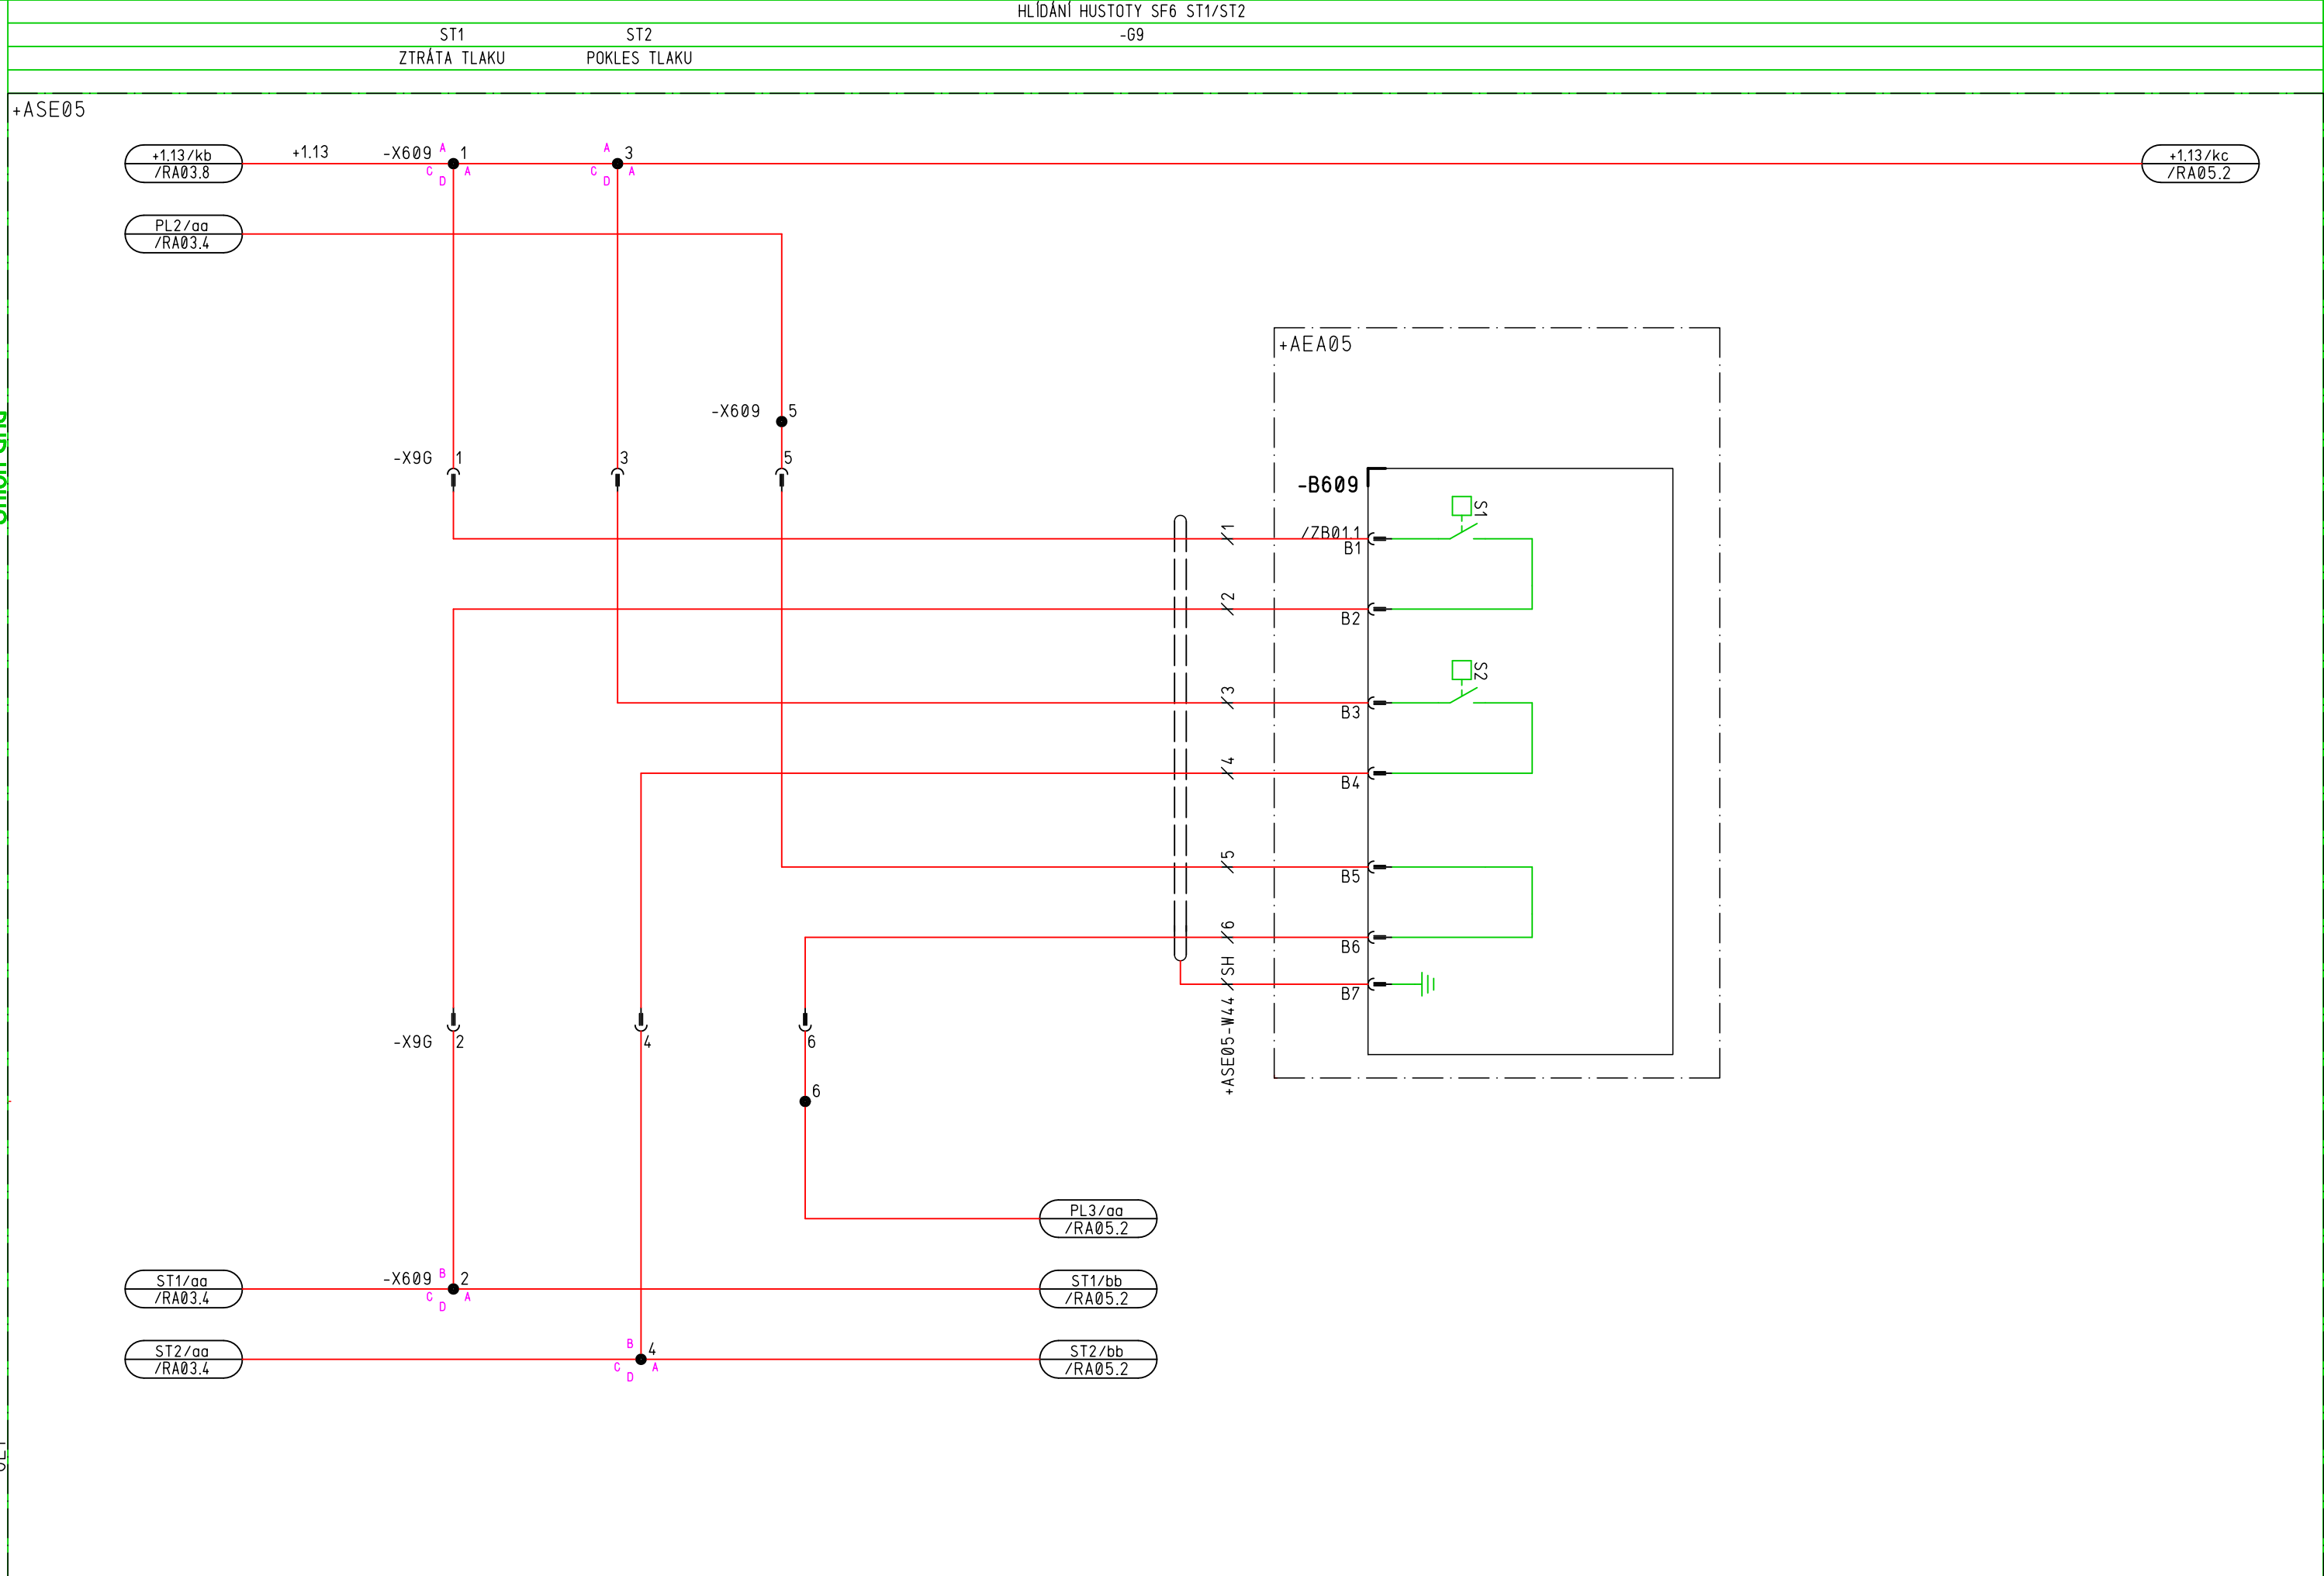 HLÍDÁNÍ HUSTOTY SF6 ST1/ST2
ST1 ST2 -G9
ZTRÁTA TLAKU POKLES TLAKU
+ASE05
+1.13/kb +1.13 -X609 A 1 A 3 +1.13/kc
/RA03.8 C D A C D A /RA05.2
PL2/aa
/RA03.4
+AEA05
-X609 5
-X9G 1 3 5
-B609
S1
1 /ZB01.1
B1
2
B2
S2
3
B3
4
B4
5
B5
6
B6
SH
B7
+ASE05-W44
-X9G 2 4 6
6
PL3/aa
/RA05.2
ST1/aa -X609 B 2 ST1/bb
/RA03.4 C D A /RA05.2
ST2/aa B 4 ST2/bb
/RA03.4 C D A /RA05.2